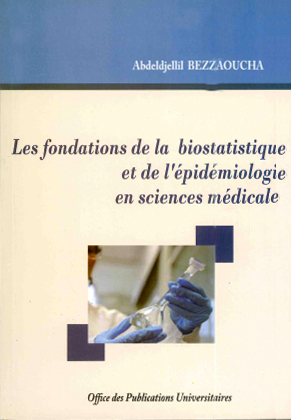 Abdeldjellil BEZZAOUCHA
Les fondations de la biostatistique
et de l'épidémiologie
en sciences médicale
Office des Publications Universitaires